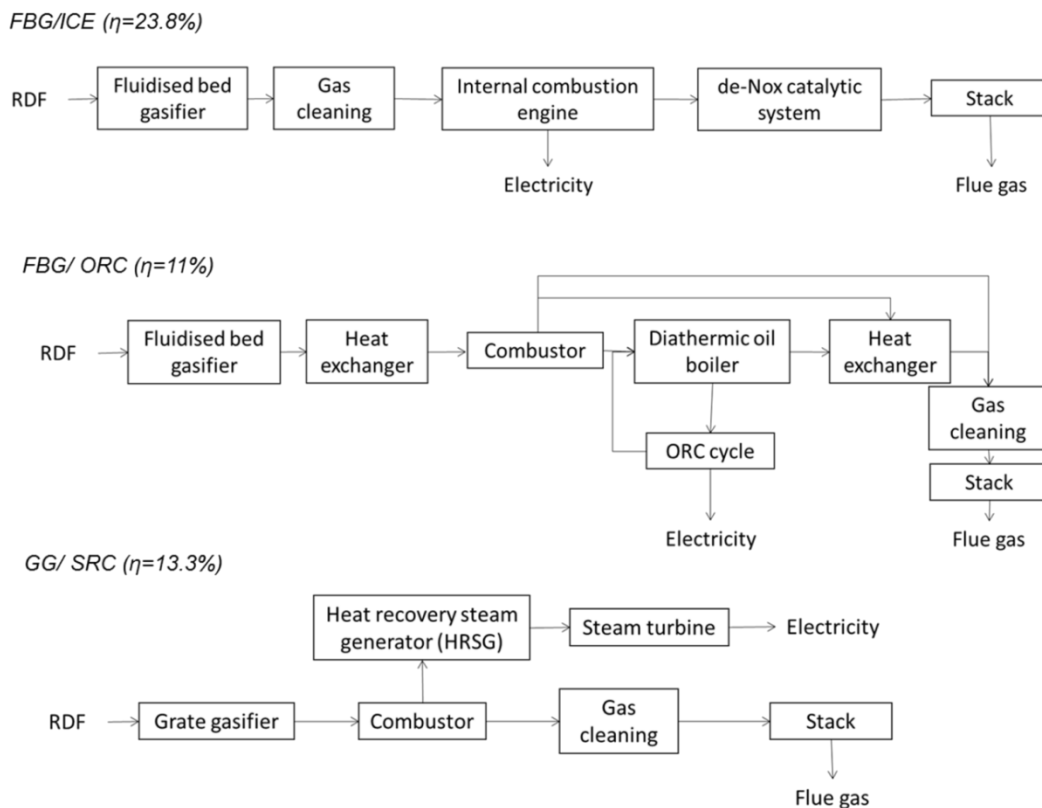 FBG/ICE (η=23.8%)
RDF
Fluidised bed
gasifier
Gas
cleaning
Internal combustion
engine
de-Nox catalytic
system
Stack
Electricity
Flue gas
FBG/ ORC (η=11%)
RDF
Fluidised bed
gasifier
Heat
exchanger
Combustor
Diathermic oil
boiler
Heat
exchanger
Gas
cleaning
ORC cycle
Stack
Electricity
Flue gas
GG/ SRC (η=13.3%)
Heat recovery steam
generator (HRSG)
Steam turbine
Electricity
RDF
Grate gasifier
Combustor
Gas
cleaning
Stack
Flue gas